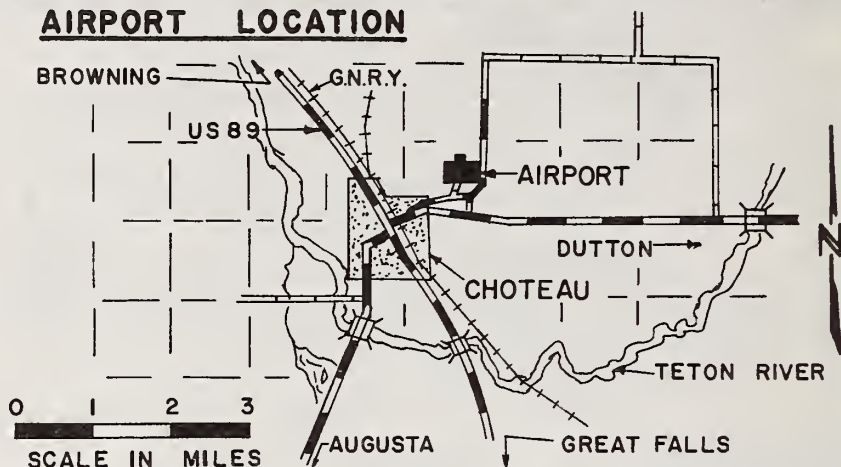 AIRPORT LOCATION
BROWNING
G.N.R.Y.
US 89
AIRPORT
N
DUTTON
CHOTEAU
TETON RIVER
0 1 2 3
SCALE IN MILES
AUGUSTA
GREAT FALLS